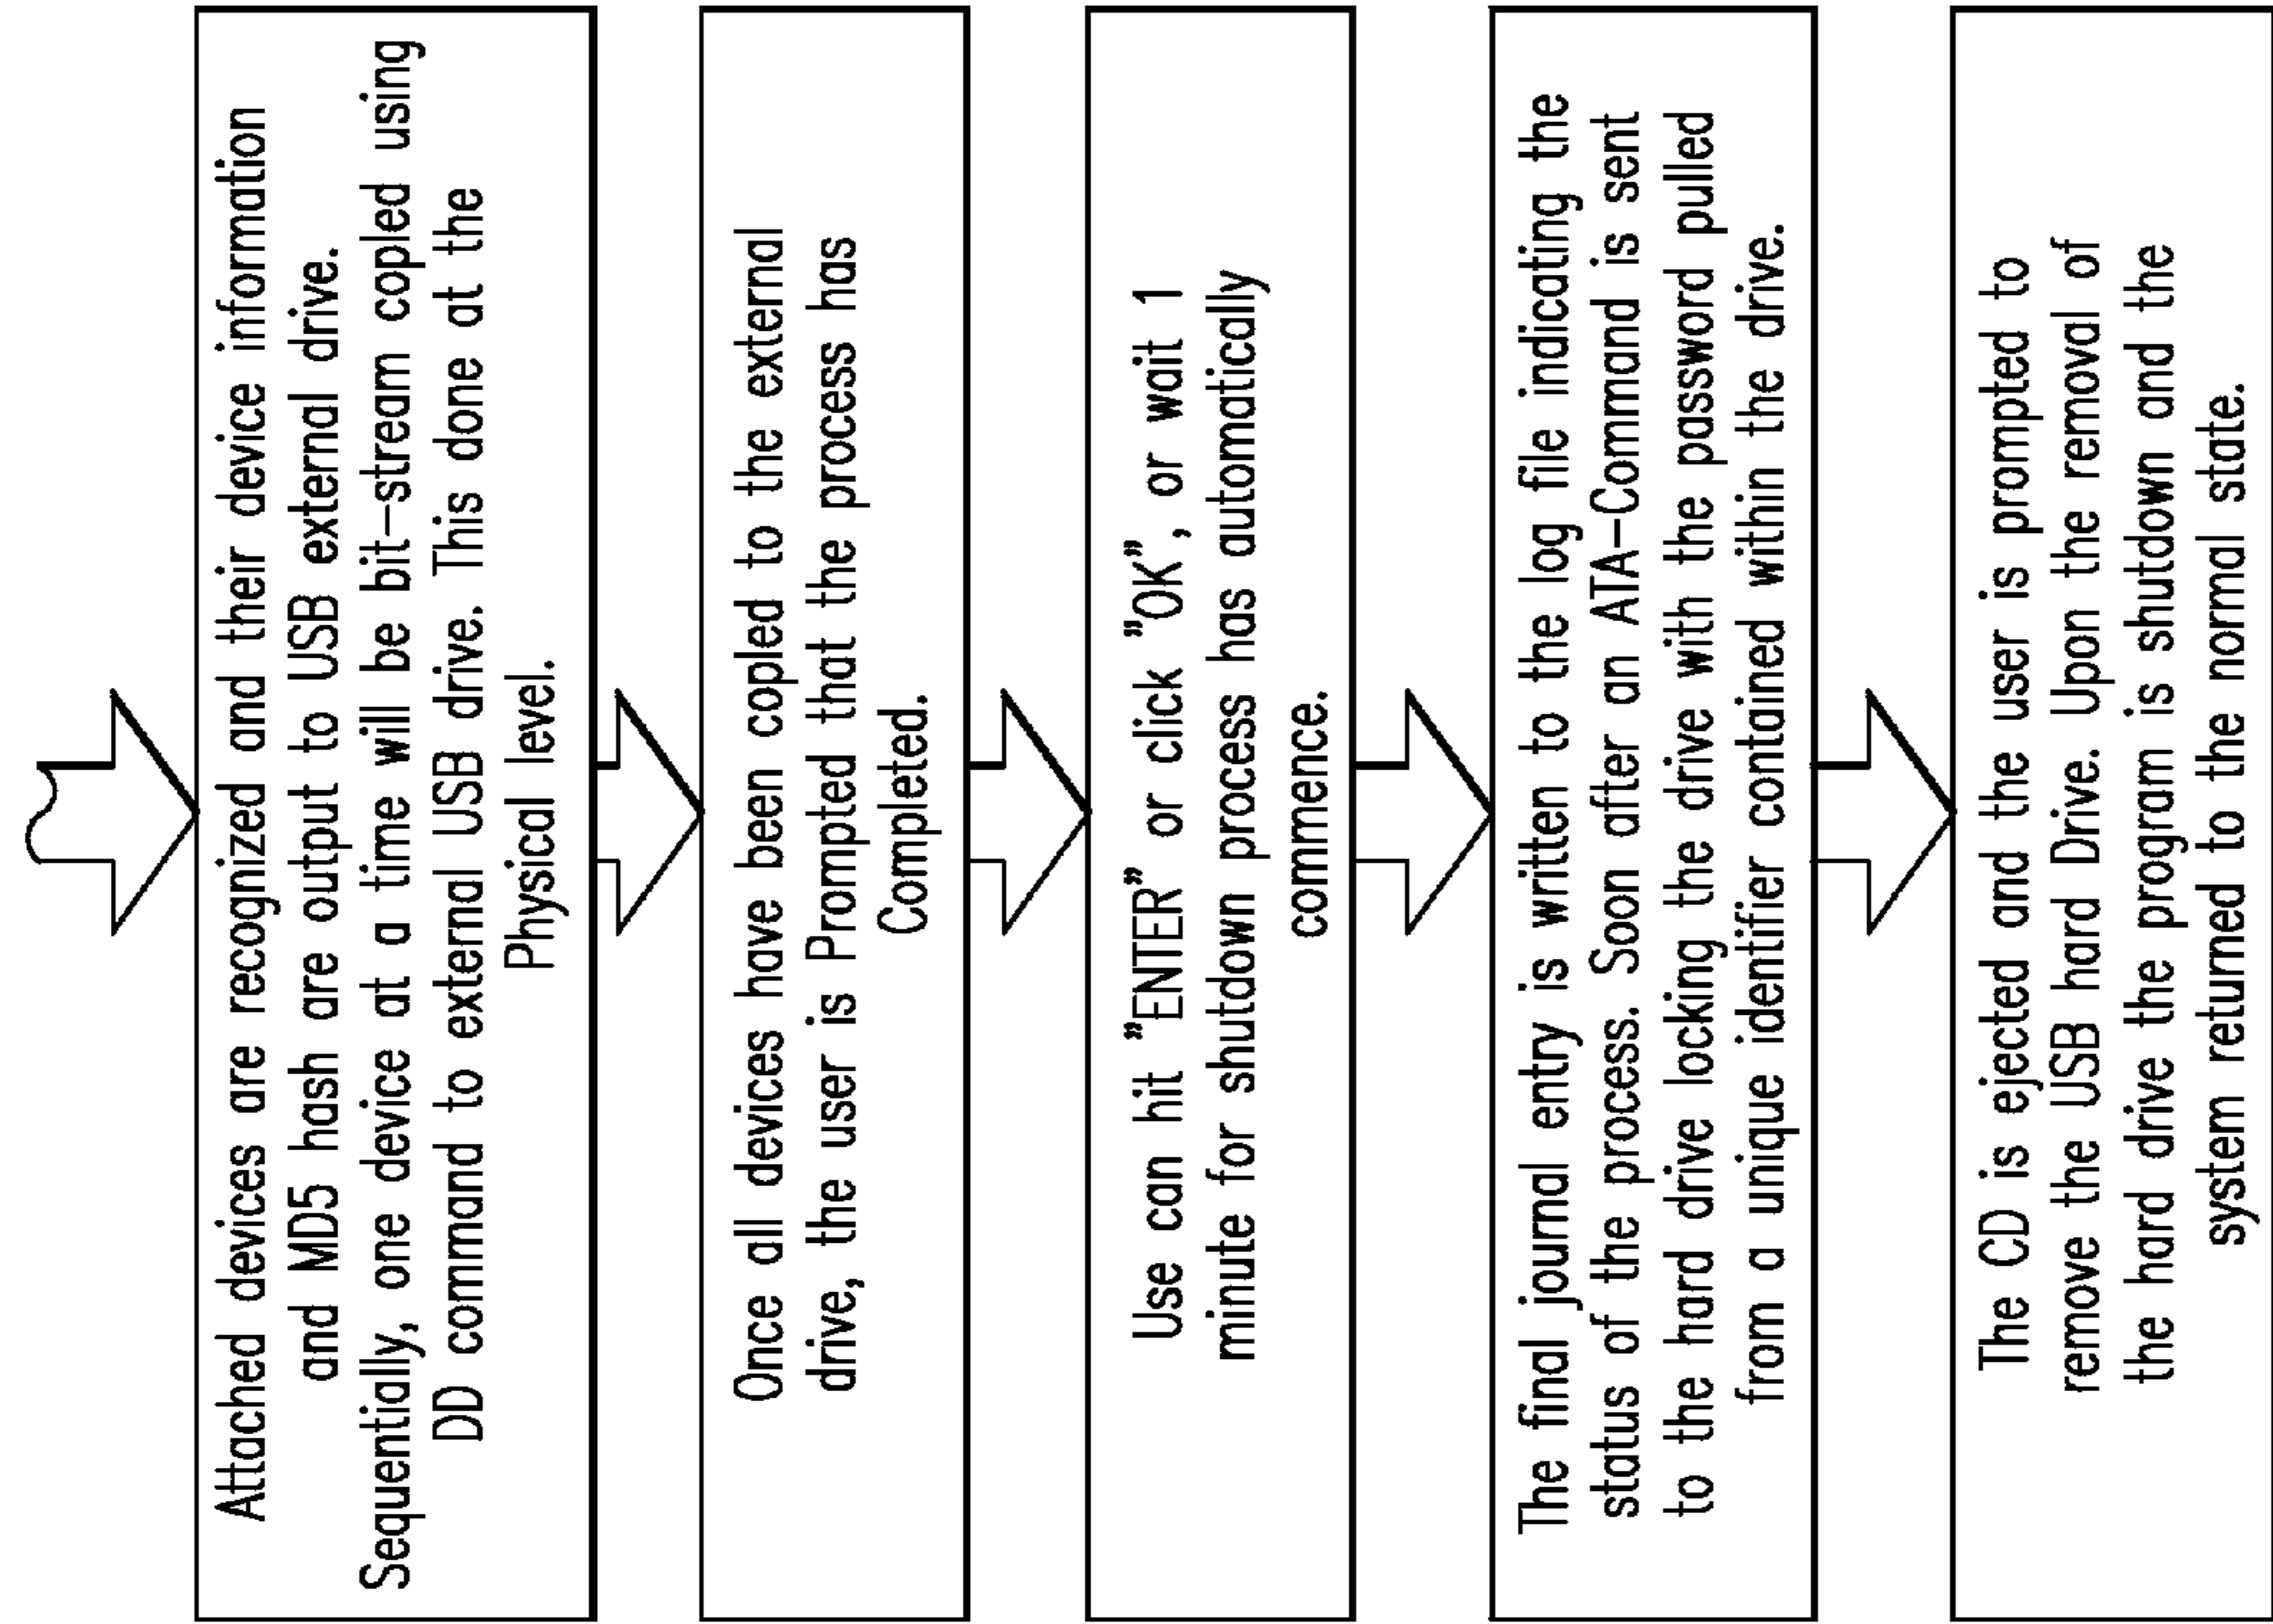 Attached devices are recognized and their device information
and MD5 hash are output to USB external drive.
Sequentially, one device at a time will be bit-stream copled using
DD command to external USB drive. This done at the
Physical level.
Once all devices have been copled to the external
drive, the user is Prompted that the process has
Completed.
Use can hit "ENTER" or click "OK", or wait 1
minute for shutdown process has automatically
commence.
The final journal entry is written to the log file indicating the
status of the process. Soon after an ATA-Command is sent
to the hard drive locking the drive with the password pulled
from a unique identifier contained within the drive.
The CD is ejected and the user is prompted to
remove the USB hard Drive. Upon the removal of
the hard drive the program is shutdown and the
system returned to the normal state.